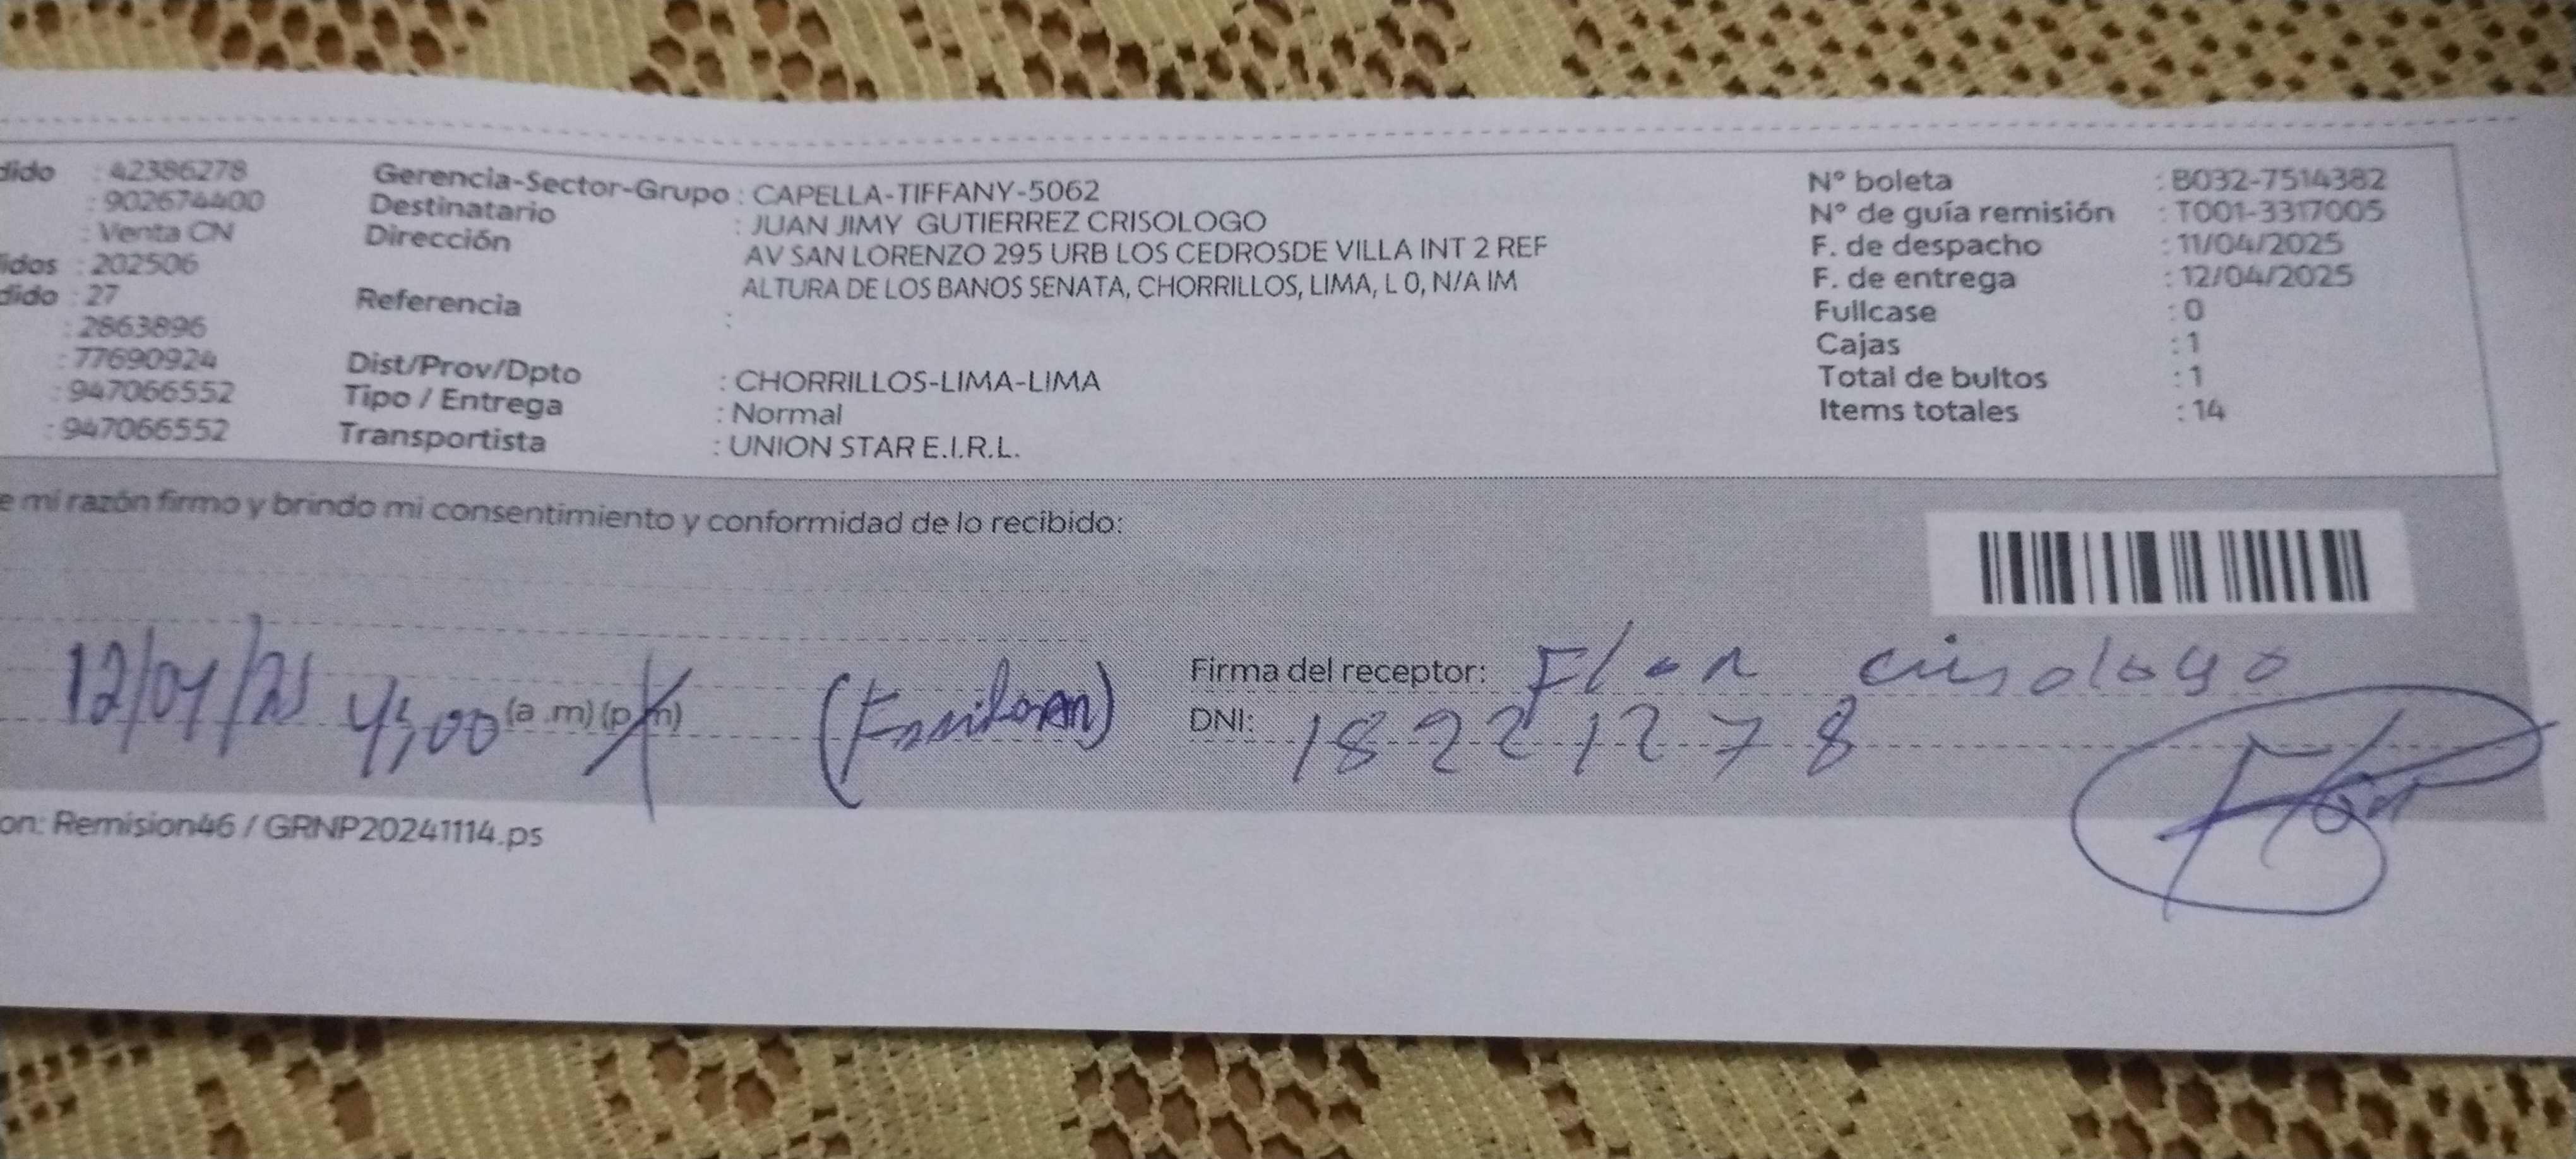 dido : 42386278
: 902674400
: Venta CN
idos : 202506
dido : 27
: 2863896
: 77690924
: 947066552
: 947066552
Gerencia-Sector-Grupo : CAPELLA-TIFFANY-5062
Destinatario : JUAN JIMY GUTIERREZ CRISOLOGO
Dirección : AV SAN LORENZO 295 URB LOS CEDROSDE VILLA INT 2 REF
ALTURA DE LOS BANOS SENATA, CHORRILLOS, LIMA, L 0, N/A IM
Referencia :
Dist/Prov/Dpto : CHORRILLOS-LIMA-LIMA
Tipo / Entrega : Normal
Transportista : UNION STAR E.I.R.L.
N° boleta : B032-7514382
N° de guía remisión : T001-3317005
F. de despacho : 11/04/2025
F. de entrega : 12/04/2025
Fullcase : 0
Cajas : 1
Total de bultos : 1
Items totales : 14
e mi razón firmo y brindo mi consentimiento y conformidad de lo recibido:
12/04/25 4:00 (a .m) (p.m)
Firma del receptor: Flor crisologo
DNI: 18221278
Flor
on: Remision46 / GRNP20241114.ps